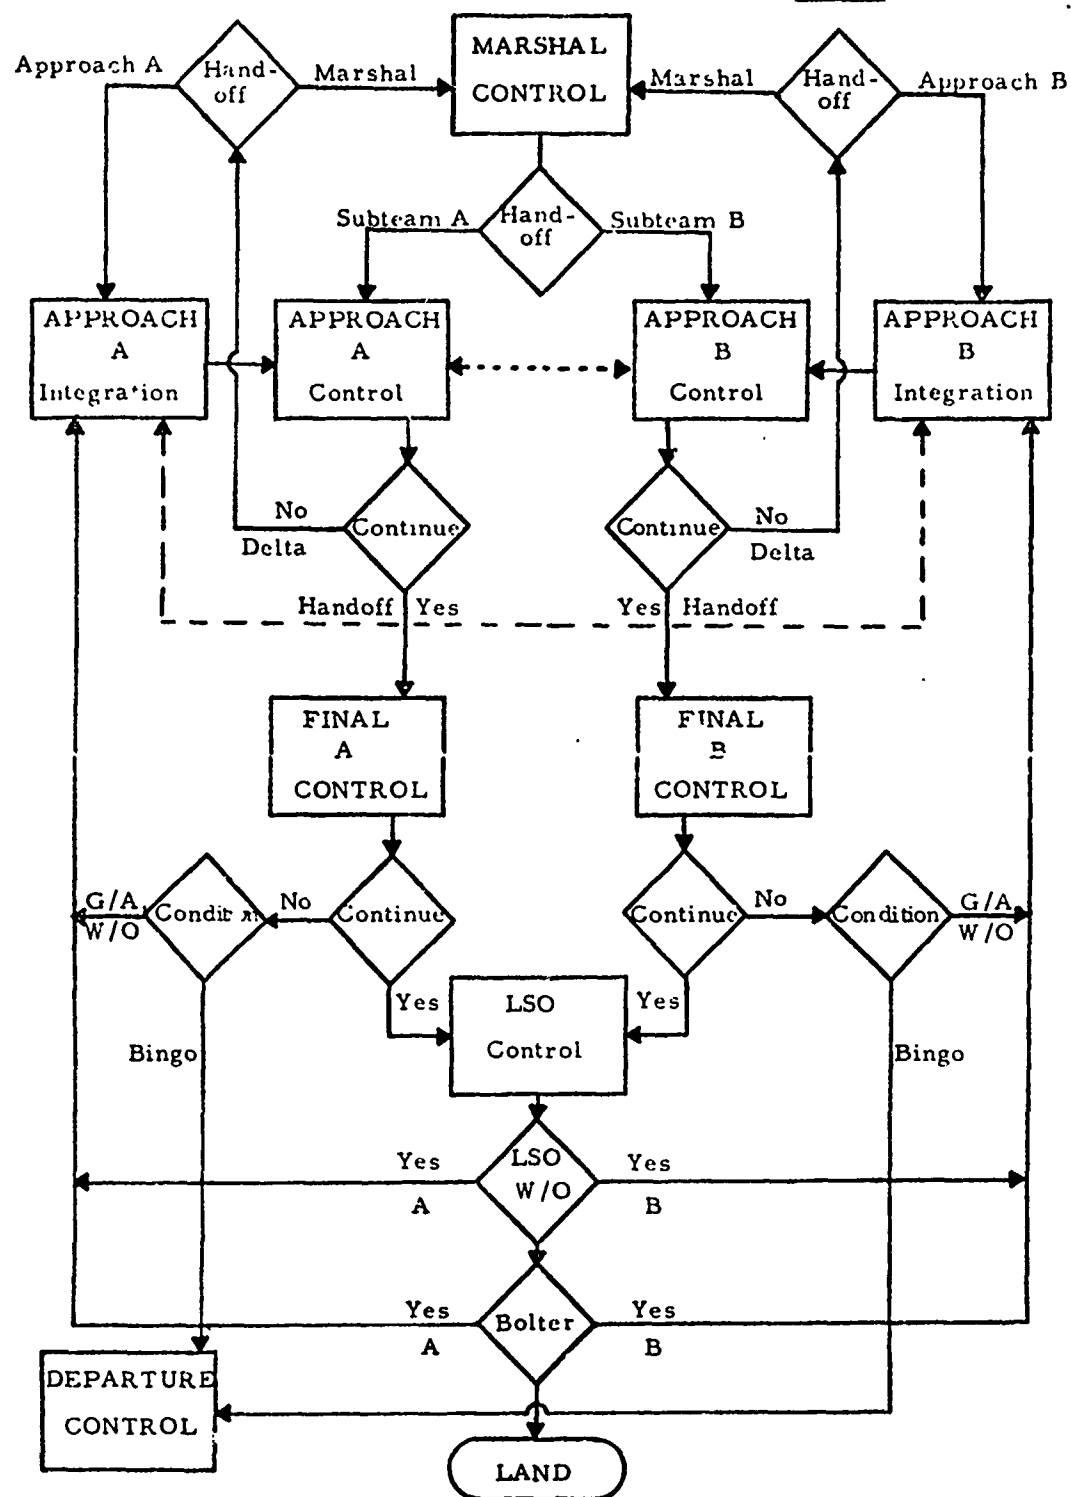 MARSHAL
CONTROL
Approach A
Hand-
off
Marshal
Marshal
Hand-
off
Approach B
Subteam A
Hand-
off
Subteam B
APPROACH
A
Integration
APPROACH
A
Control
APPROACH
B
Control
APPROACH
B
Integration
No
Delta
Continue
Continue
No
Delta
Handoff Yes
Yes Handoff
FINAL
A
CONTROL
FINAL
B
CONTROL
G/A
W/O
Condition
No
Continue
Continue
No
Condition
G/A
W/O
Yes
LSO
Control
Yes
Bingo
Bingo
Yes
A
LSO
W/O
Yes
B
Yes
A
Bolter
Yes
B
DEPARTURE
CONTROL
LAND